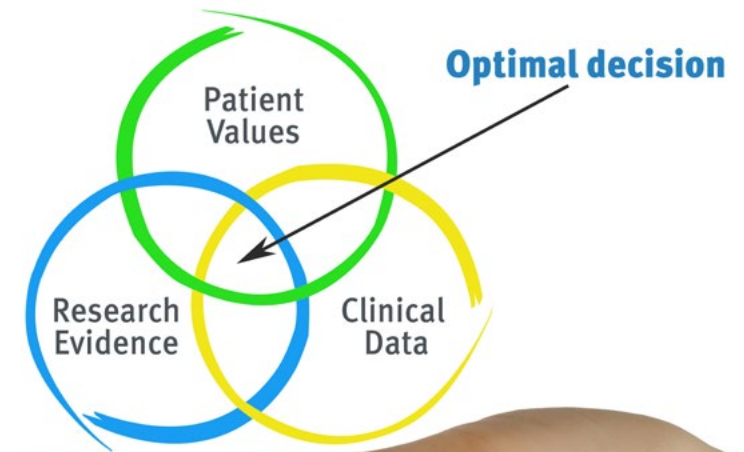 Optimal decision
Patient
Values
Research
Evidence
Clinical
Data